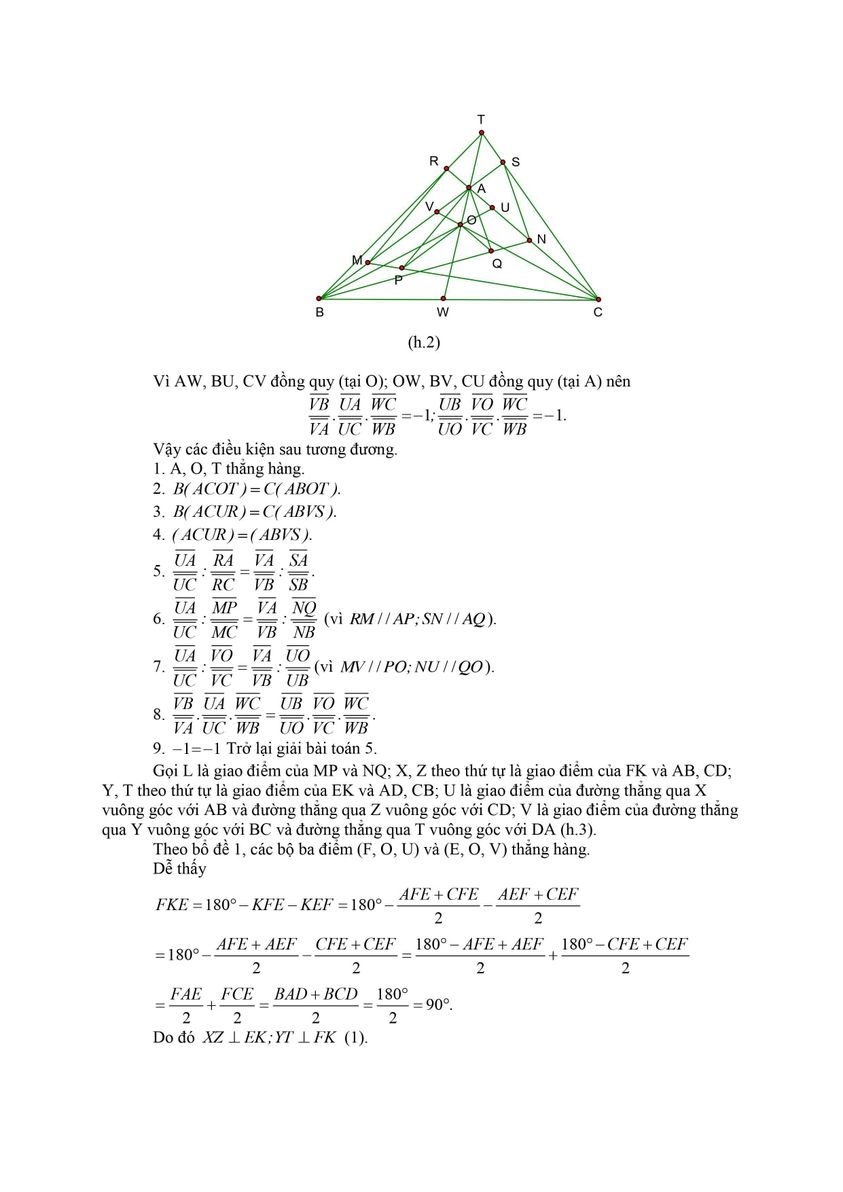 T
R
S
A
V
U
O
N
M
Q
P
B
W
C
(h.2)
Vì AW, BU, CV đồng quy (tại O); OW, BV, CU đồng quy (tại A) nên
$\frac{\overline{VB}}{\overline{VA}}.\frac{\overline{UA}}{\overline{UC}}.\frac{\overline{WC}}{\overline{WB}}=-1;\frac{\overline{UB}}{\overline{UO}}.\frac{\overline{VO}}{\overline{VC}}.\frac{\overline{WC}}{\overline{WB}}=-1.$
Vậy các điều kiện sau tương đương.
1. A, O, T thẳng hàng.
2. B( ACOT ) = C( ABOT ).
3. B( ACUR ) = C( ABVS ).
4. ( ACUR ) = ( ABVS ).
5. $\frac{\overline{UA}}{\overline{UC}}:\frac{\overline{RA}}{\overline{RC}}=\frac{\overline{VA}}{\overline{VB}}:\frac{\overline{SA}}{\overline{SB}}.$
6. $\frac{\overline{UA}}{\overline{UC}}:\frac{\overline{MP}}{\overline{MC}}=\frac{\overline{VA}}{\overline{VB}}:\frac{\overline{NQ}}{\overline{NB}}$ (vì RM / / AP; SN / / AQ ).
7. $\frac{\overline{UA}}{\overline{UC}}:\frac{\overline{VO}}{\overline{VC}}=\frac{\overline{VA}}{\overline{VB}}:\frac{\overline{UO}}{\overline{UB}}$ (vì MV / / PO; NU / / QO ).
8. $\frac{\overline{VB}}{\overline{VA}}.\frac{\overline{UA}}{\overline{UC}}.\frac{\overline{WC}}{\overline{WB}}=\frac{\overline{UB}}{\overline{UO}}.\frac{\overline{VO}}{\overline{VC}}.\frac{\overline{WC}}{\overline{WB}}.$
9. −1=−1 Trở lại giải bài toán 5.
Gọi L là giao điểm của MP và NQ; X, Z theo thứ tự là giao điểm của FK và AB, CD;
Y, T theo thứ tự là giao điểm của EK và AD, CB; U là giao điểm của đường thẳng qua X
vuông góc với AB và đường thẳng qua Z vuông góc với CD; V là giao điểm của đường thẳng
qua Y vuông góc với BC và đường thẳng qua T vuông góc với DA (h.3).
Theo bổ đề 1, các bộ ba điểm (F, O, U) và (E, O, V) thẳng hàng.
Dễ thấy
$FKE=180°-KFE-KEF=180°-\frac{AFE+CFE}{2}-\frac{AEF+CEF}{2}$
$=180°-\frac{AFE+AEF}{2}-\frac{CFE+CEF}{2}=\frac{180°-AFE+AEF}{2}+\frac{180°-CFE+CEF}{2}$
$=\frac{FAE}{2}+\frac{FCE}{2}=\frac{BAD+BCD}{2}=\frac{180°}{2}=90°.$
Do đó XZ ⊥ EK; YT ⊥ FK (1).